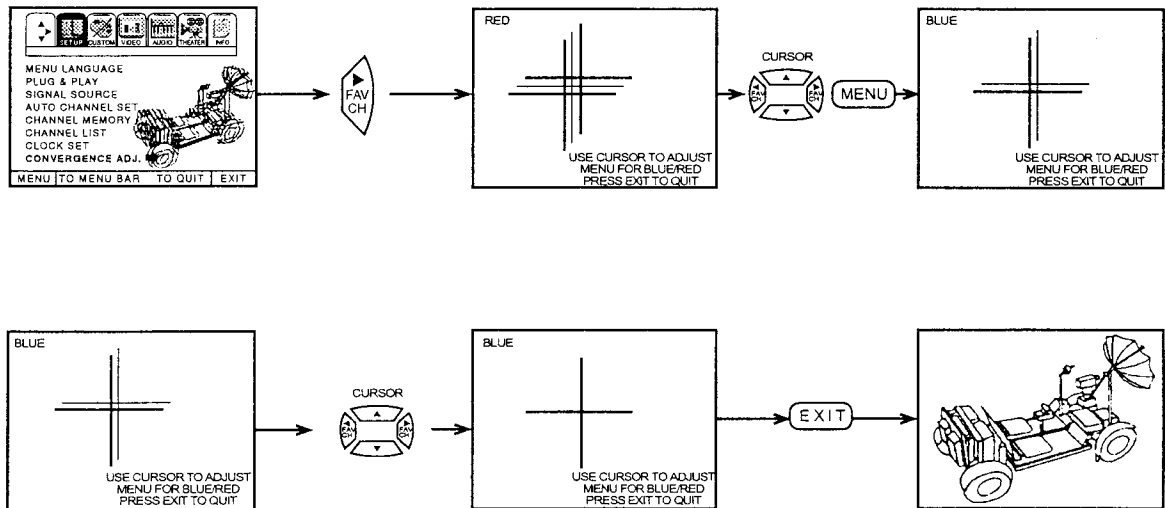 SETUP CUSTOM VIDEO AUDIO THEATER INFO
MENU LANGUAGE
PLUG & PLAY
SIGNAL SOURCE
AUTO CHANNEL SET
CHANNEL MEMORY
CHANNEL LIST
CLOCK SET
CONVERGENCE ADJ.
MENU TO MENU BAR TO QUIT EXIT
FAV
CH
RED
USE CURSOR TO ADJUST
MENU FOR BLUE/RED
PRESS EXIT TO QUIT
CURSOR
FAV
CH
FAV
CH
MENU
BLUE
USE CURSOR TO ADJUST
MENU FOR BLUE/RED
PRESS EXIT TO QUIT
BLUE
USE CURSOR TO ADJUST
MENU FOR BLUE/RED
PRESS EXIT TO QUIT
CURSOR
FAV
CH
FAV
CH
BLUE
USE CURSOR TO ADJUST
MENU FOR BLUE/RED
PRESS EXIT TO QUIT
EXIT